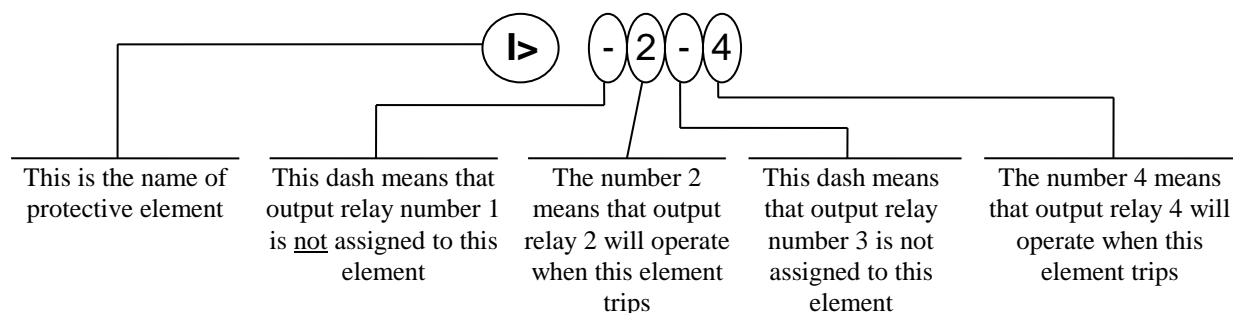 I> - 2 - 4
This is the name of
protective element
This dash means that
output relay number 1
is not assigned to this
element
The number 2
means that output
relay 2 will operate
when this element
trips
This dash means
that output relay
number 3 is not
assigned to this
element
The number 4 means
that output relay 4 will
operate when this
element trips